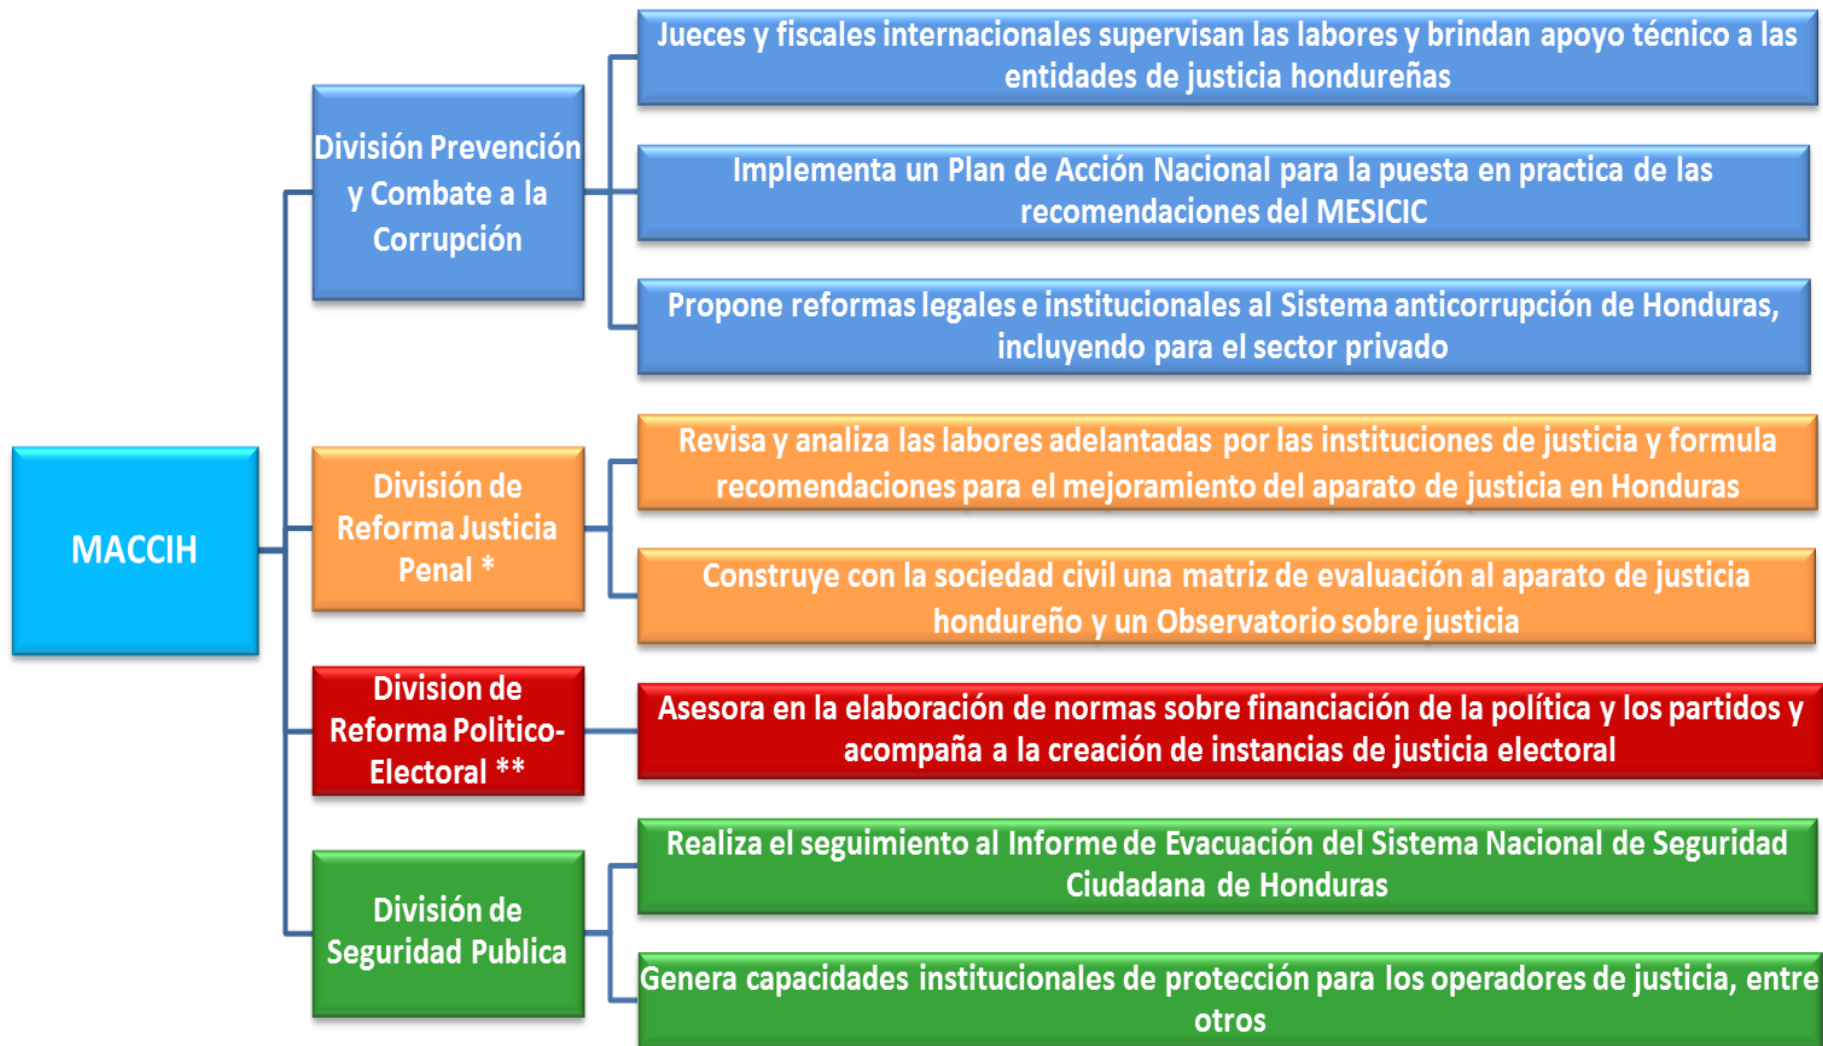 MACCIH
División Prevención
y Combate a la
Corrupción
Jueces y fiscales internacionales supervisan las labores y brindan apoyo técnico a las
entidades de justicia hondureñas
Implementa un Plan de Acción Nacional para la puesta en practica de las
recomendaciones del MESICIC
Propone reformas legales e institucionales al Sistema anticorrupción de Honduras,
incluyendo para el sector privado
División de
Reforma Justicia
Penal *
Revisa y analiza las labores adelantadas por las instituciones de justicia y formula
recomendaciones para el mejoramiento del aparato de justicia en Honduras
Construye con la sociedad civil una matriz de evaluación al aparato de justicia
hondureño y un Observatorio sobre justicia
Division de
Reforma Politico-
Electoral **
Asesora en la elaboración de normas sobre financiación de la política y los partidos y
acompaña a la creación de instancias de justicia electoral
División de
Seguridad Publica
Realiza el seguimiento al Informe de Evacuación del Sistema Nacional de Seguridad
Ciudadana de Honduras
Genera capacidades institucionales de protección para los operadores de justicia, entre
otros